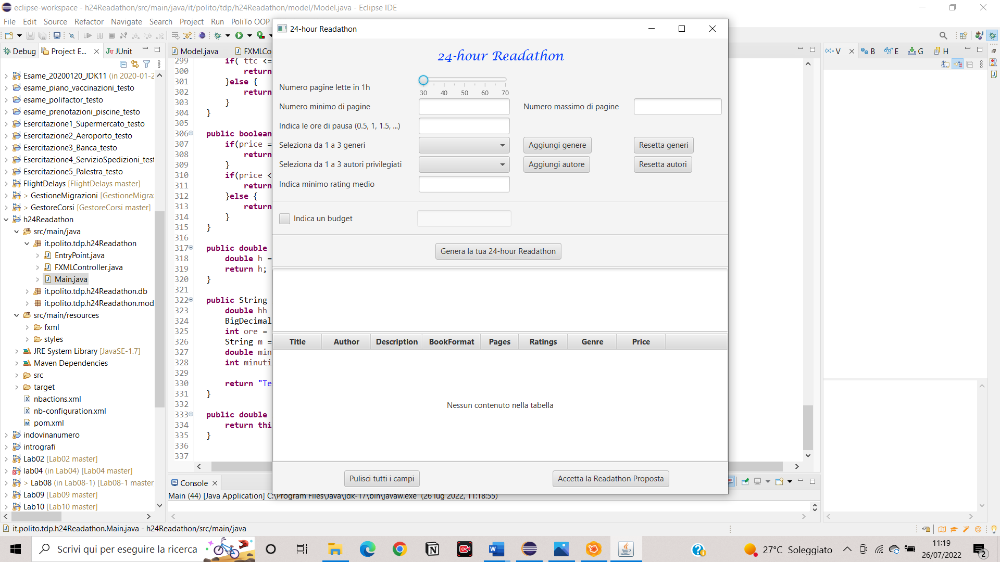 eclipse-workspace - h24Readathon/src/main/java/it/polito/tdp/h24Readathon/model/Model.java - Eclipse IDE
File Edit Source Refactor Navigate Search Project Run PoliTo OOP
Debug Project E... JUnit
Esame_20200120_JDK11 (in 2020-01-2
esame_piano_vaccinazioni_testo
esame_polifactor_testo
esame_prenotazioni_piscine_testo
Esercitazione1_Supermercato_testo
Esercitazione2_Aeroporto_testo
Esercitazione3_Banca_testo
Esercitazione4_ServizioSpedizioni_test
Esercitazione5_Palestra_testo
FlightDelays [FlightDelays master]
> GestioneMigrazioni [GestioneMigra
> GestoreCorsi [GestoreCorsi master]
h24Readathon
src/main/java
it.polito.tdp.h24Readathon
EntryPoint.java
FXMLController.java
Main.java
it.polito.tdp.h24Readathon.db
it.polito.tdp.h24Readathon.mod
src/main/resources
fxml
styles
JRE System Library [JavaSE-1.7]
Maven Dependencies
src
target
nbactions.xml
nb-configuration.xml
pom.xml
indovinanumero
intrografi
Lab02 [Lab02 master]
lab04 (in Lab04) [Lab04 master]
> Lab08 (in Lab08-1) [Lab08-1 master
Lab09 [Lab09 master]
Lab10 [Lab10 master]
Model.java FXMLCo
299 if( ttc <=
300 return
301 }else {
302 return
303 }
304 }
305
306 public boolean
307 if(price =
308 return
309 }
310 if(price <
311 return
312 }else {
313 return
314 }
315 }
316
317 public double
318 double h =
319 return h;
320 }
321
322 public String
323 double hh
324 BigDecimal
325 int ore =
326 String m =
327 double min
328 int minuti
329
330 return "Te
331 }
332
333 public double
334 return thi
335 }
336
337
24-hour Readathon
24-hour Readathon
Numero pagine lette in 1h
30 40 50 60 70
Numero minimo di pagine Numero massimo di pagine
Indica le ore di pausa (0.5, 1, 1.5, ...)
Seleziona da 1 a 3 generi Aggiungi genere Resetta generi
Seleziona da 1 a 3 autori privilegiati Aggiungi autore Resetta autori
Indica minimo rating medio
Indica un budget
Genera la tua 24-hour Readathon
Title Author Description BookFormat Pages Ratings Genre Price
Nessun contenuto nella tabella
Pulisci tutti i campi Accetta la Readathon Proposta
(x)= V B E G H
Console
Main (44) [Java Application] C:\Program Files\Java\jdk-17\bin\javaw.exe (26 lug 2022, 11:18:55)
it.polito.tdp.h24Readathon.Main.java - h24Readathon/src/main/java
Scrivi qui per eseguire la ricerca
27°C Soleggiato
11:19
26/07/2022
2